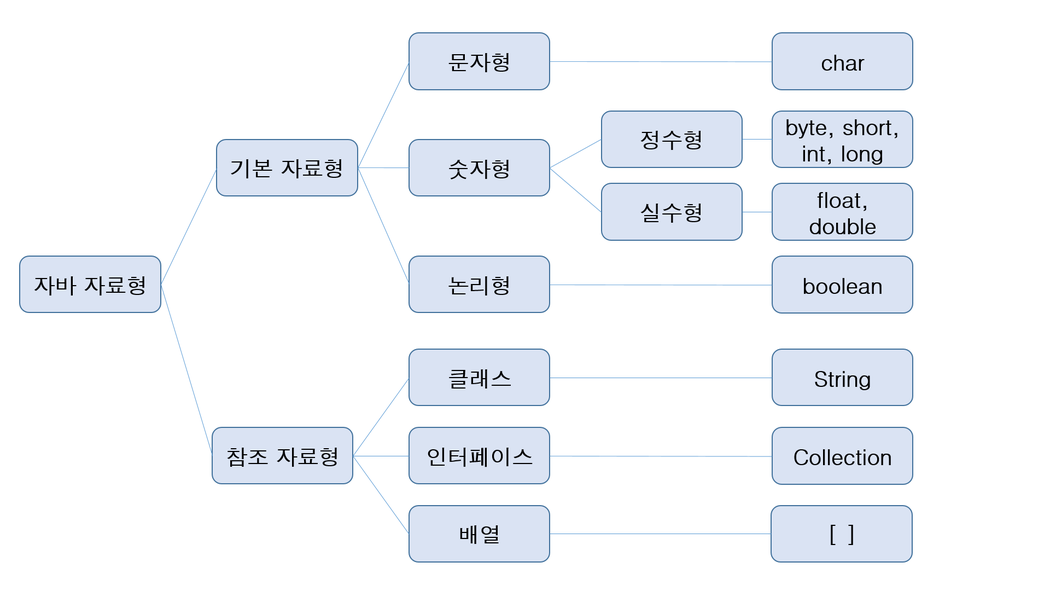 문자형
char
기본 자료형
숫자형
정수형
byte, short,
int, long
실수형
float,
double
자바 자료형
논리형
boolean
클래스
String
참조 자료형
인터페이스
Collection
배열
[ ]